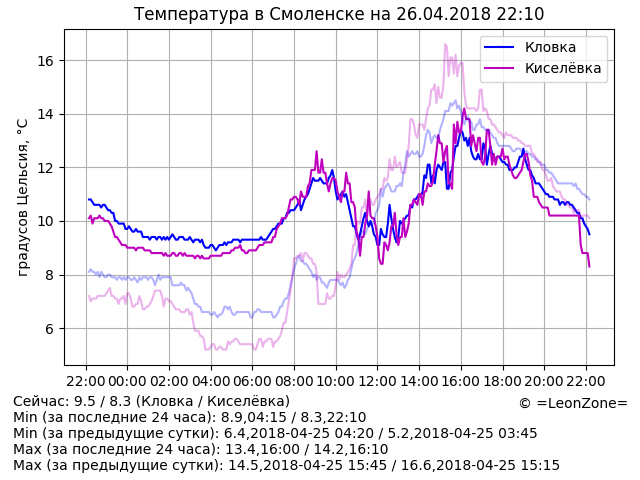 Температура в Смоленске на 26.04.2018 22:10
Кловка
Киселёвка
градусов Цельсия, °C
16
14
12
10
8
6
22:00 00:00 02:00 04:00 06:00 08:00 10:00 12:00 14:00 16:00 18:00 20:00 22:00
Сейчас: 9.5 / 8.3 (Кловка / Киселёвка)
© =LeonZone=
Min (за последние 24 часа): 8.9,04:15 / 8.3,22:10
Min (за предыдущие сутки): 6.4,2018-04-25 04:20 / 5.2,2018-04-25 03:45
Max (за последние 24 часа): 13.4,16:00 / 14.2,16:10
Max (за предыдущие сутки): 14.5,2018-04-25 15:45 / 16.6,2018-04-25 15:15